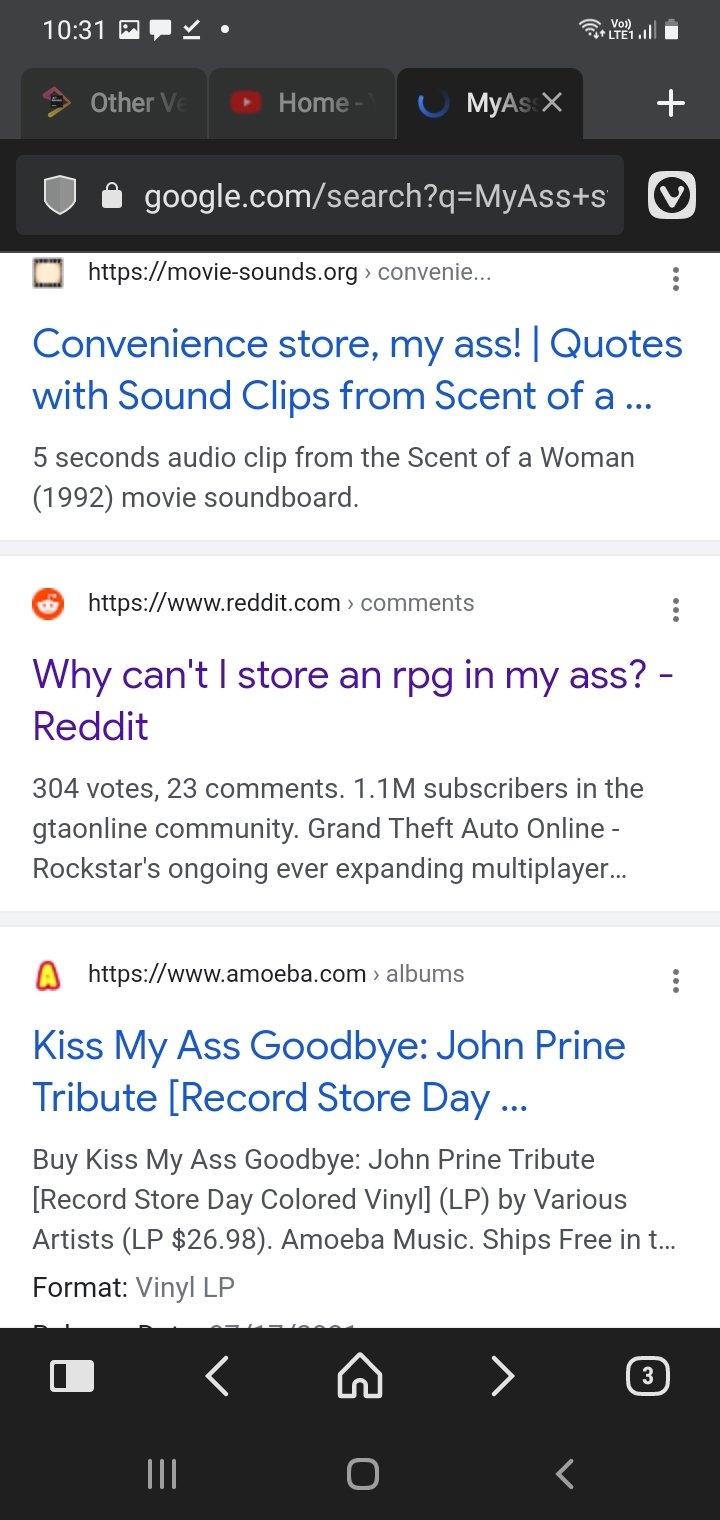 10:31
Vo)) LTE1
Other Ve
Home -
MyAss
google.com/search?q=MyAss+s
https://movie-sounds.org › convenie...
Convenience store, my ass! | Quotes
with Sound Clips from Scent of a ...
5 seconds audio clip from the Scent of a Woman
(1992) movie soundboard.
https://www.reddit.com › comments
Why can't I store an rpg in my ass? -
Reddit
304 votes, 23 comments. 1.1M subscribers in the
gtaonline community. Grand Theft Auto Online -
Rockstar's ongoing ever expanding multiplayer...
https://www.amoeba.com › albums
Kiss My Ass Goodbye: John Prine
Tribute [Record Store Day ...
Buy Kiss My Ass Goodbye: John Prine Tribute
[Record Store Day Colored Vinyl] (LP) by Various
Artists (LP $26.98). Amoeba Music. Ships Free in t...
Format: Vinyl LP
3